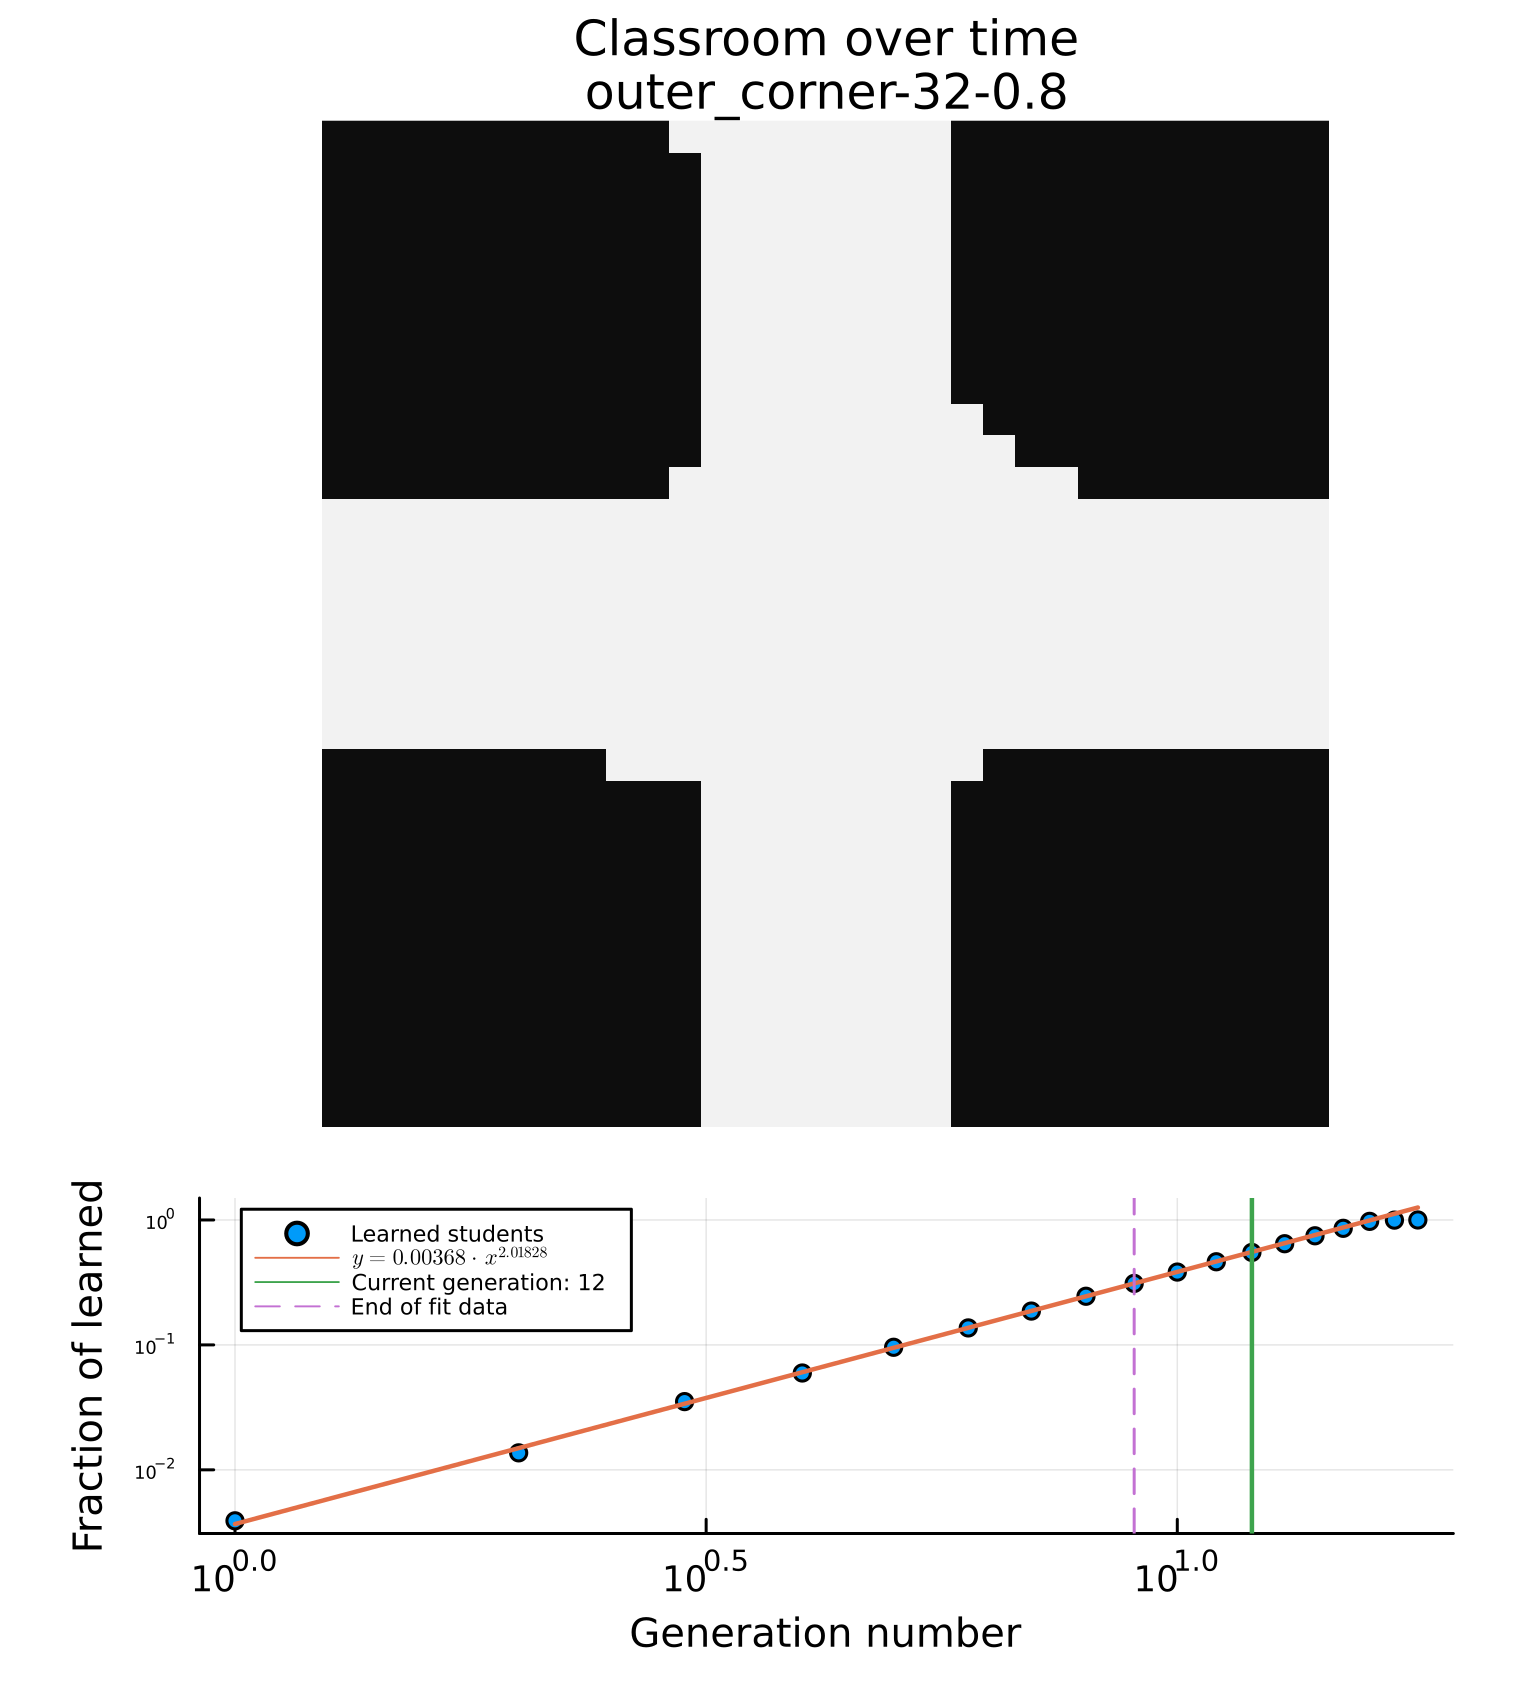 Classroom over time
outer_corner-32-0.8
Fraction of learned
10^0
10^-1
10^-2
Learned students
y = 0.00368 · x^2.01828
Current generation: 12
End of fit data
10^0.0
10^0.5
10^1.0
Generation number